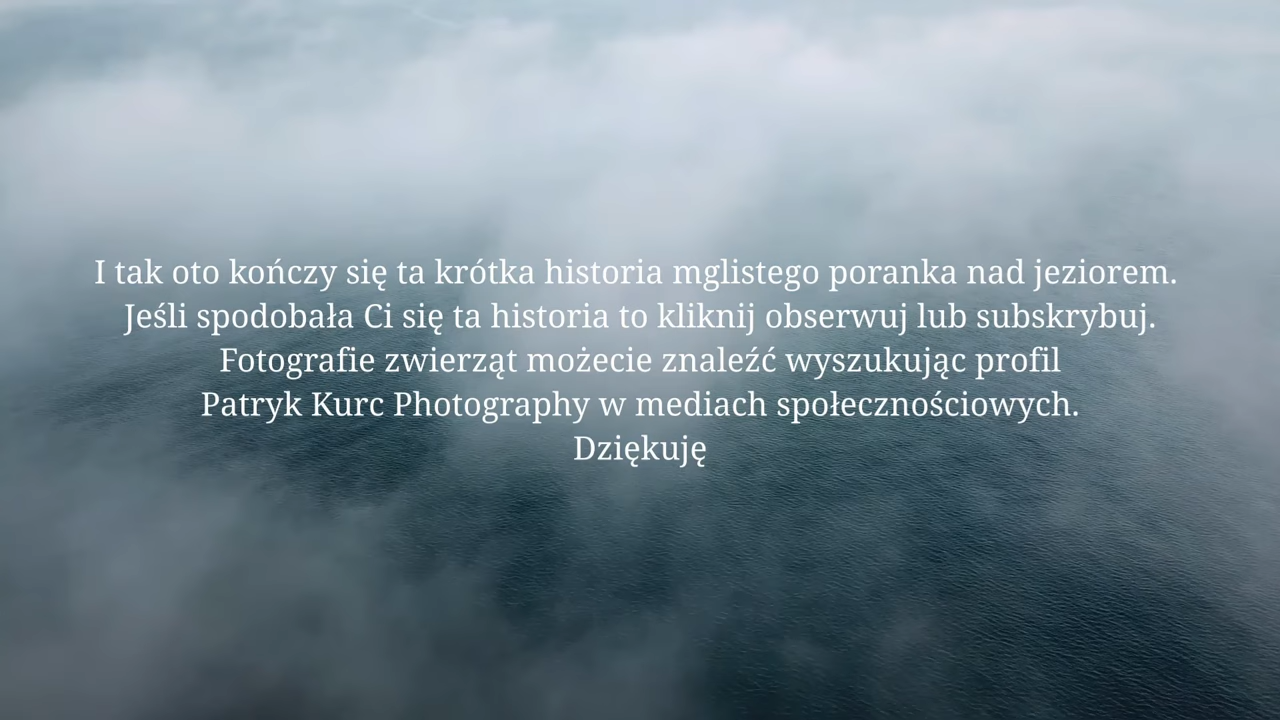 I tak oto kończy się ta krótka historia mglistego poranka nad jeziorem.
Jeśli spodobała Ci się ta historia to kliknij obserwuj lub subskrybuj.
Fotografie zwierząt możecie znaleźć wyszukując profil
Patryk Kurc Photography w mediach społecznościowych.
Dziękuję